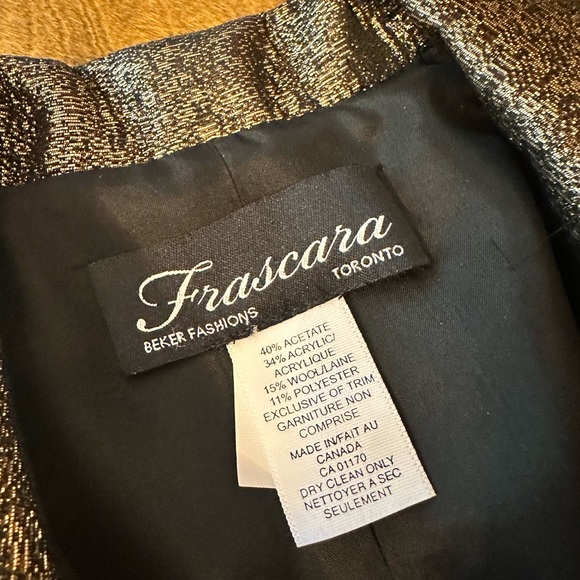 Frascara
BEKER FASHIONS TORONTO
40% ACETATE
34% ACRYLIC/
ACRYLIQUE
15% WOOL/LAINE
11% POLYESTER
EXCLUSIVE OF TRIM
GARNITURE NON
COMPRISE
MADE IN/FAIT AU
CANADA
CA 01170
DRY CLEAN ONLY
NETTOYER A SEC
SEULEMENT